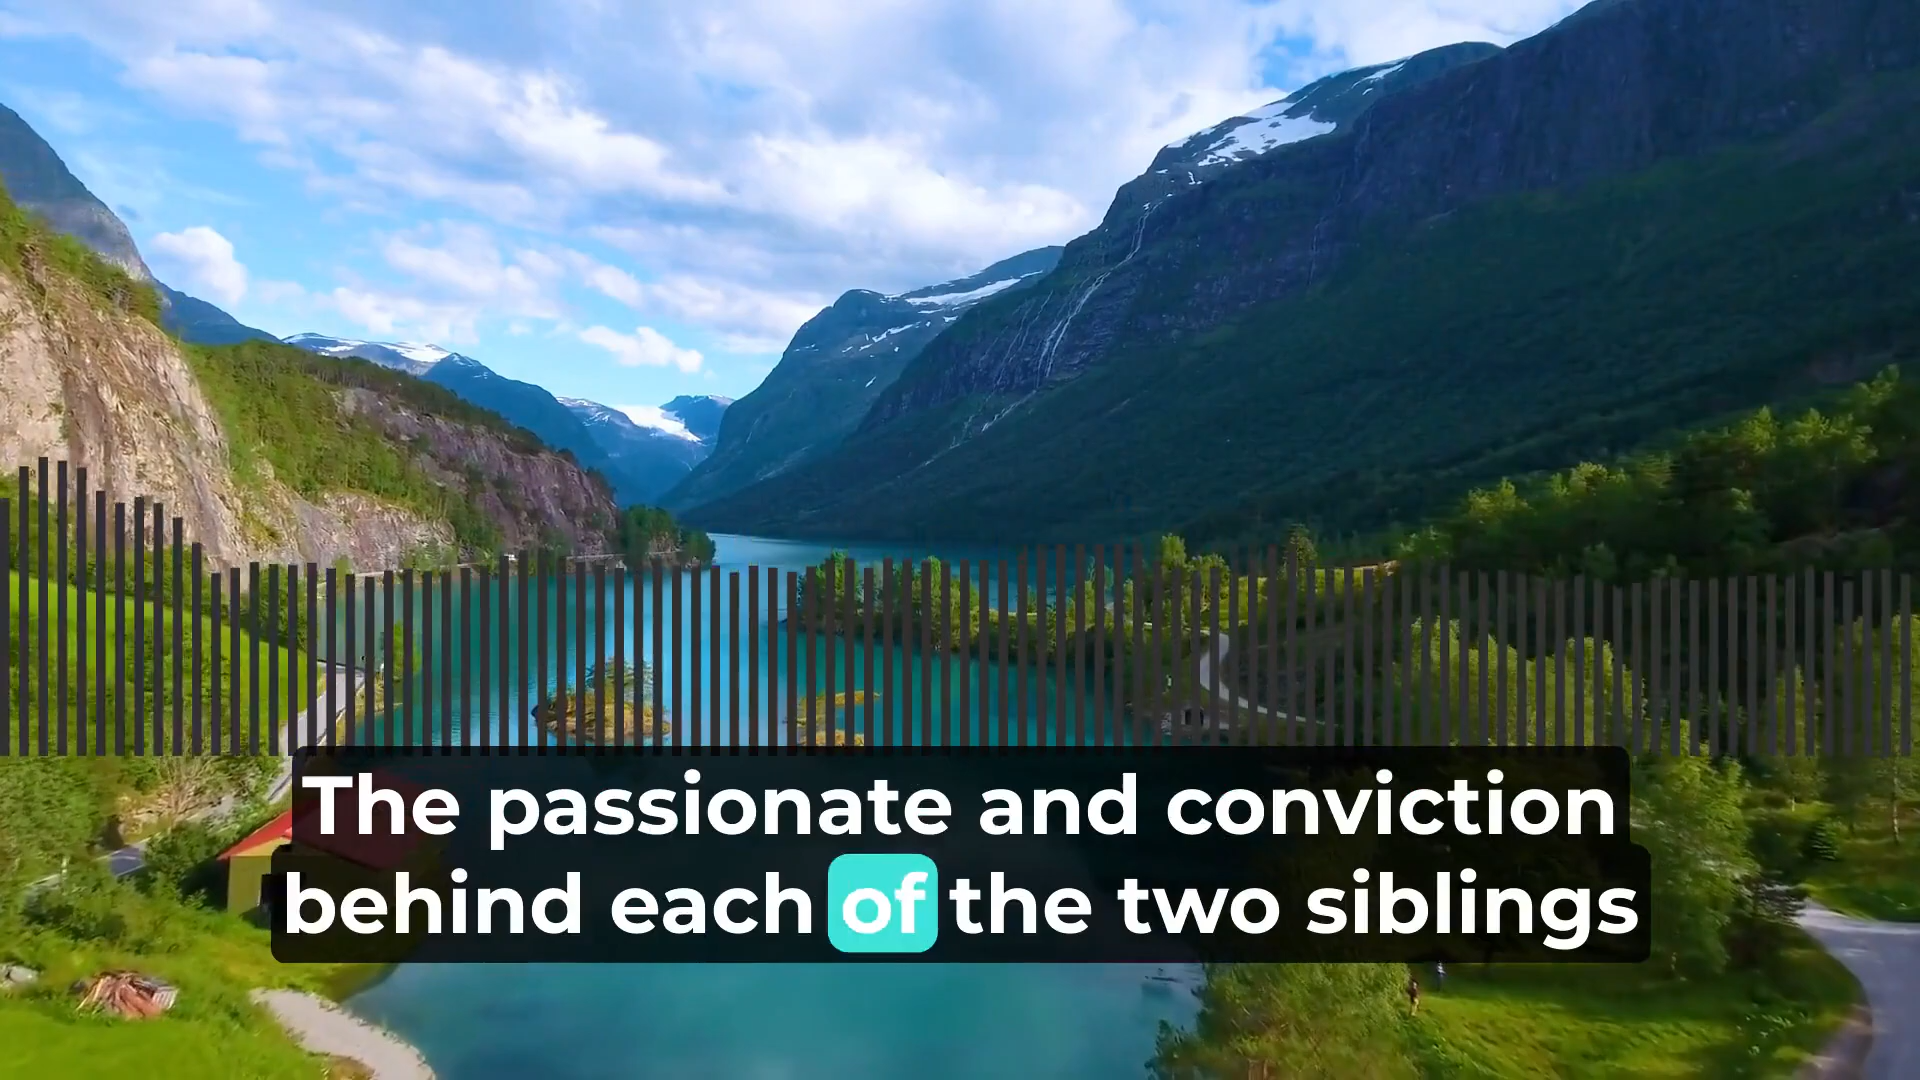 The passionate and conviction
behind each of the two siblings